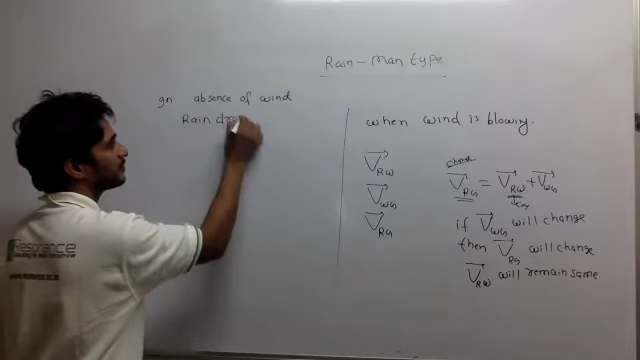 Rain - Man type
In absence of wind
Rain drop
when wind is blowing.
V RW
V WG
V RG
V RG = V RW + V WG
if V WG will change
then V RG will change
V RW will remain same.
Resonance